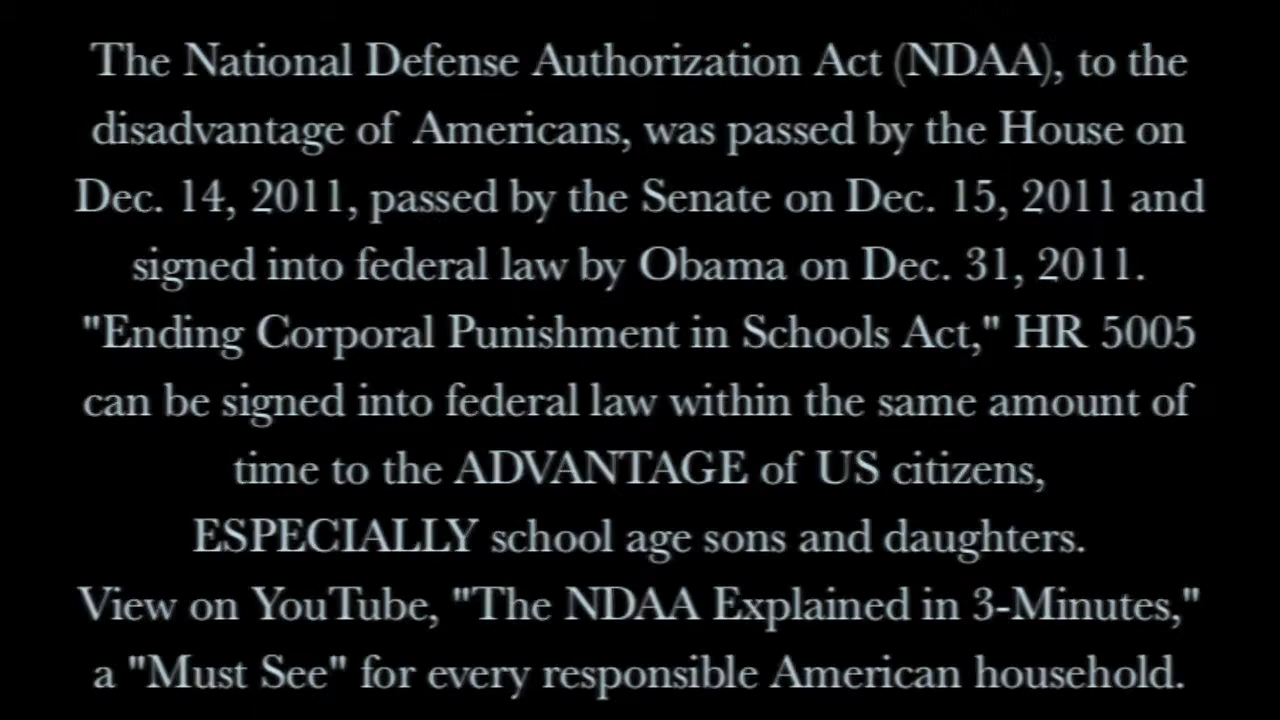 The National Defense Authorization Act (NDAA), to the
disadvantage of Americans, was passed by the House on
Dec. 14, 2011, passed by the Senate on Dec. 15, 2011 and
signed into federal law by Obama on Dec. 31, 2011.
"Ending Corporal Punishment in Schools Act," HR 5005
can be signed into federal law within the same amount of
time to the ADVANTAGE of US citizens,
ESPECIALLY school age sons and daughters.
View on YouTube, "The NDAA Explained in 3-Minutes,"
a "Must See" for every responsible American household.